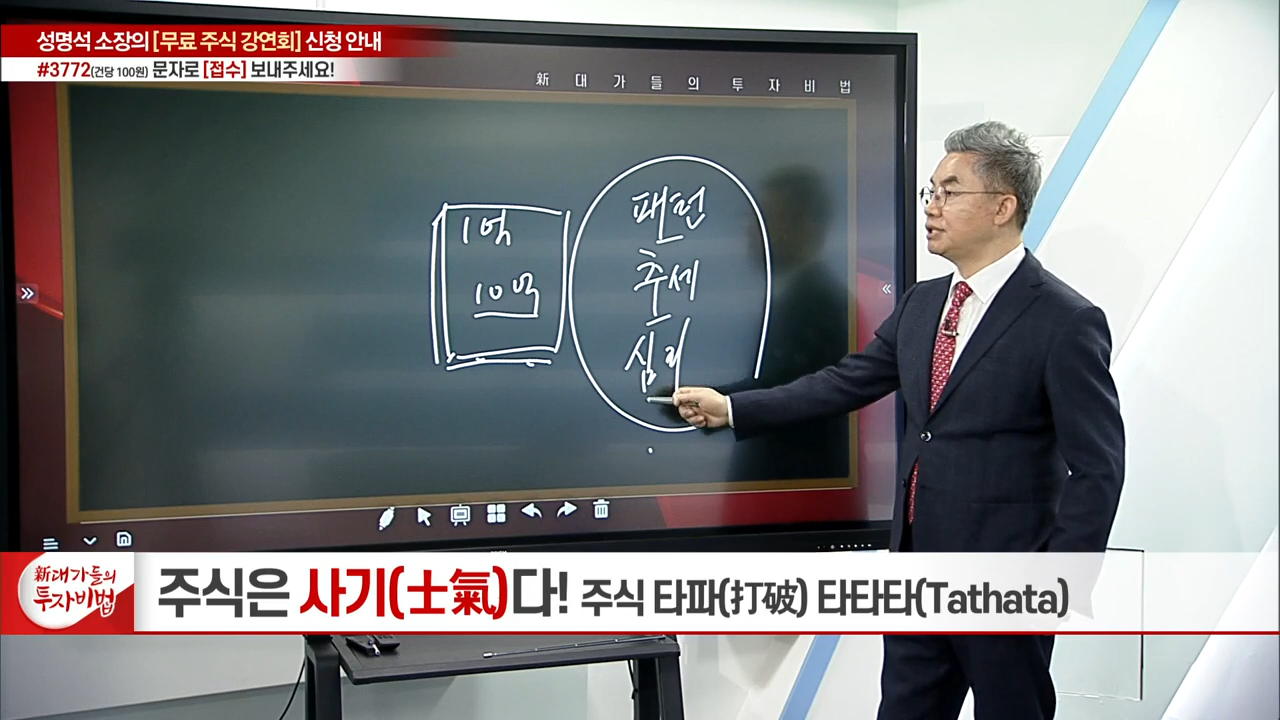 성명석 소장의 [무료 주식 강연회] 신청 안내
#3772(건당 100원) 문자로 [접수] 보내주세요!
新 대 가 들 의 투 자 비 법
1억
10억
패턴
추세
심리
新대가들의
투자비법
주식은 사기(士氣)다! 주식 타파(打破) 타타타(Tathata)